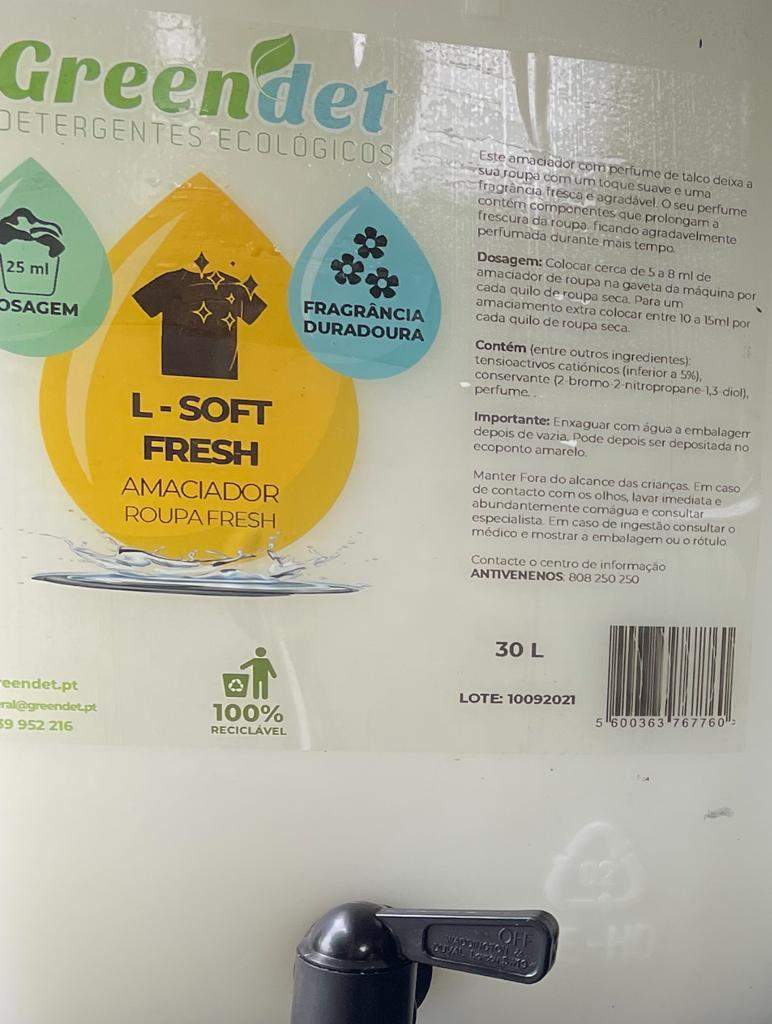 Greendet
DETERGENTES ECOLÓGICOS
25 ml
OSAGEM
FRAGRÂNCIA
DURADOURA
L - SOFT
FRESH
AMACIADOR
ROUPA FRESH
reendet.pt
ral@greendet.pt
39 952 216
100%
RECICLÁVEL
Este amaciador com perfume de talco deixa a
sua roupa com um toque suave e uma
fragrância fresca e agradável. O seu perfume
contém componentes que prolongam a
frescura da roupa, ficando agradavelmente
perfumada durante mais tempo.
Dosagem: Colocar cerca de 5 a 8 ml de
amaciador de roupa na gaveta da máquina por
cada quilo de roupa seca. Para um
amaciamento extra colocar entre 10 a 15ml por
cada quilo de roupa seca.
Contém (entre outros ingredientes):
tensioactivos catiónicos (inferior a 5%),
conservante (2-bromo-2-nitropropane-1,3-diol),
perfume. .
Importante: Enxaguar com água a embalagem
depois de vazia. Pode depois ser depositada no
ecoponto amarelo.
Manter Fora do alcance das crianças. Em caso
de contacto com os olhos, lavar imediata e
abundantemente comágua e consultar
especialista. Em caso de ingestão consultar o
médico e mostrar a embalagem ou o rótulo
Contacte o centro de informação
ANTIVENENOS: 808 250 250
30 L
LOTE: 10092021
5 600363 767760 >
02
OFF
WADDINGTON &
DUVAL